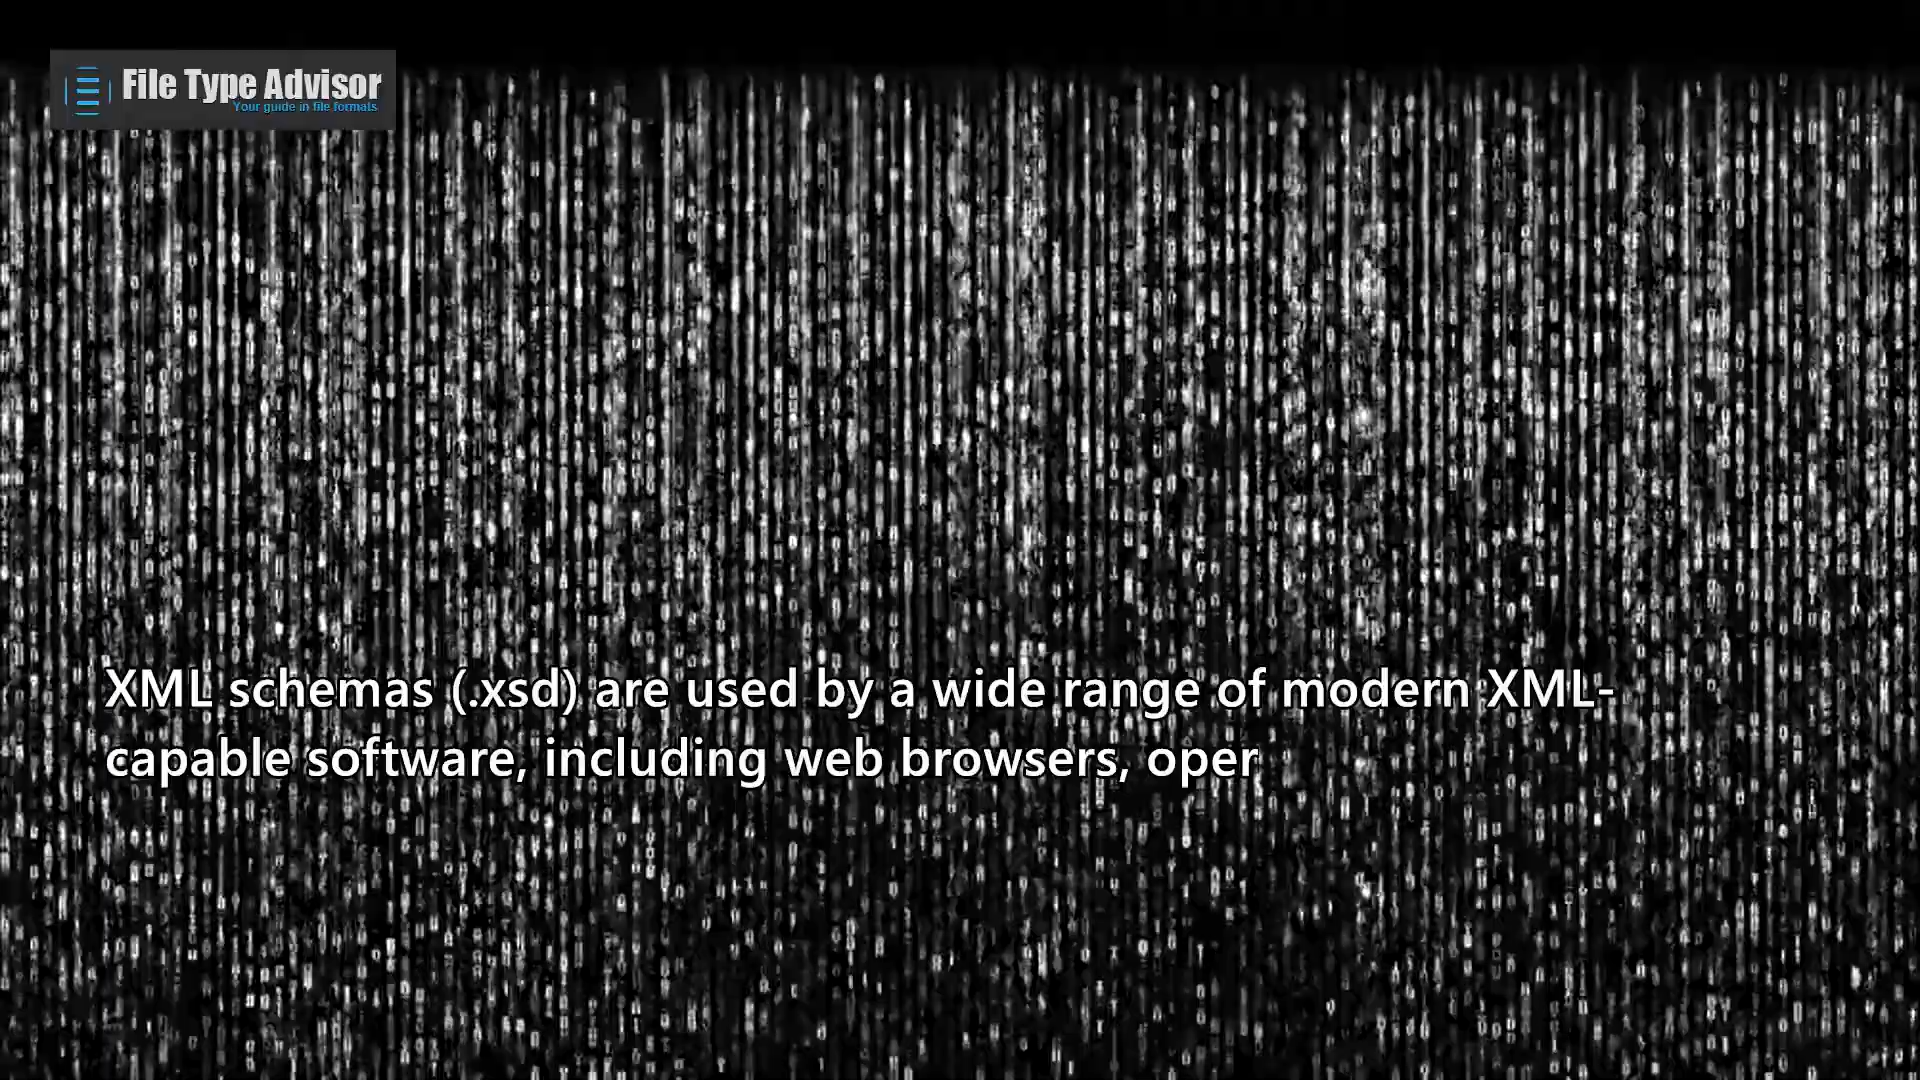 File Type Advisor
Your guide in file formats
XML schemas (.xsd) are used by a wide range of modern XML-
capable software, including web browsers, oper